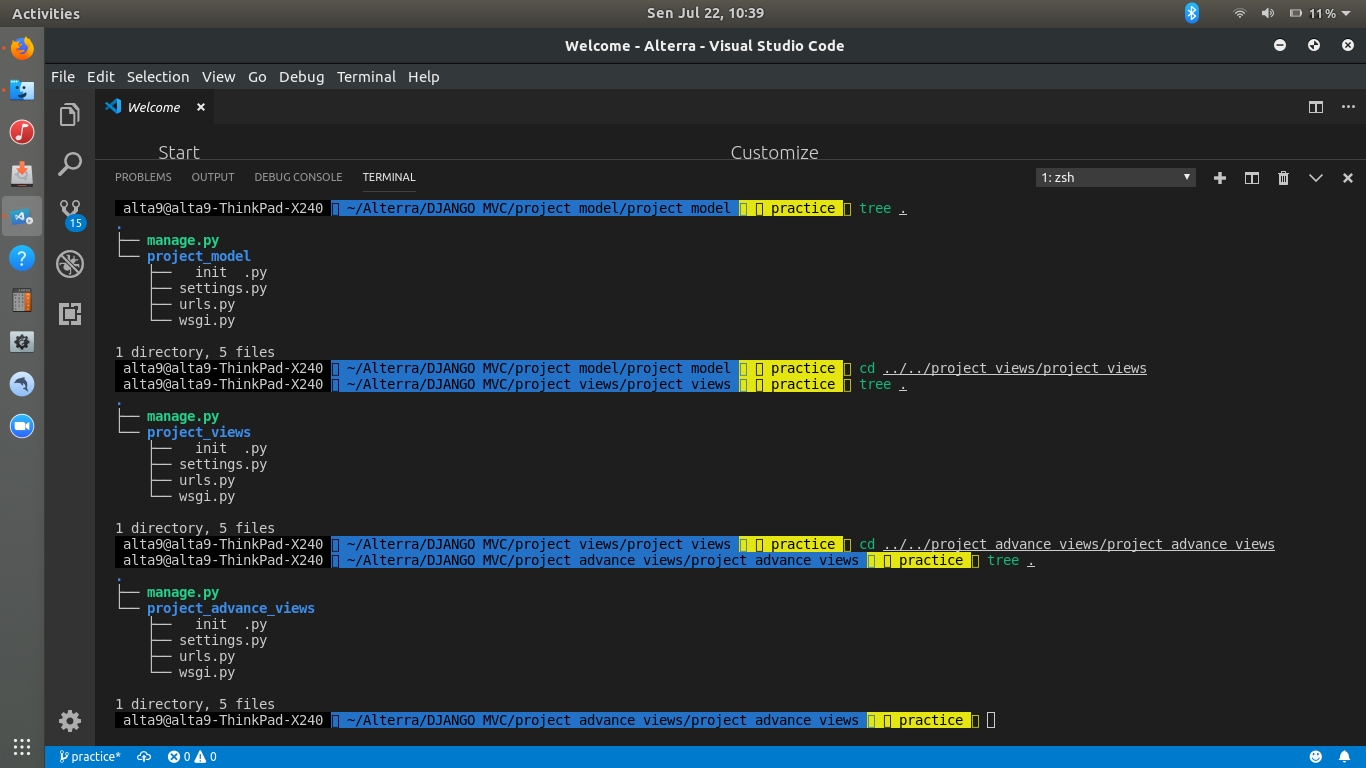 Activities
Sen Jul 22, 10:39
11%
Welcome - Alterra - Visual Studio Code
File Edit Selection View Go Debug Terminal Help
Welcome
Start
Customize
PROBLEMS OUTPUT DEBUG CONSOLE TERMINAL
1: zsh
15
alta9@alta9-ThinkPad-X240 ~/Alterra/DJANGO MVC/project model/project model practice tree .
.
├── manage.py
└── project_model
├── init .py
├── settings.py
├── urls.py
└── wsgi.py
1 directory, 5 files
alta9@alta9-ThinkPad-X240 ~/Alterra/DJANGO MVC/project model/project model practice cd ../../project views/project views
alta9@alta9-ThinkPad-X240 ~/Alterra/DJANGO MVC/project views/project views practice tree .
.
├── manage.py
└── project_views
├── init .py
├── settings.py
├── urls.py
└── wsgi.py
1 directory, 5 files
alta9@alta9-ThinkPad-X240 ~/Alterra/DJANGO MVC/project views/project views practice cd ../../project advance views/project advance views
alta9@alta9-ThinkPad-X240 ~/Alterra/DJANGO MVC/project advance views/project advance views practice tree .
.
├── manage.py
└── project_advance_views
├── init .py
├── settings.py
├── urls.py
└── wsgi.py
1 directory, 5 files
alta9@alta9-ThinkPad-X240 ~/Alterra/DJANGO MVC/project advance views/project advance views practice
practice* 0 0